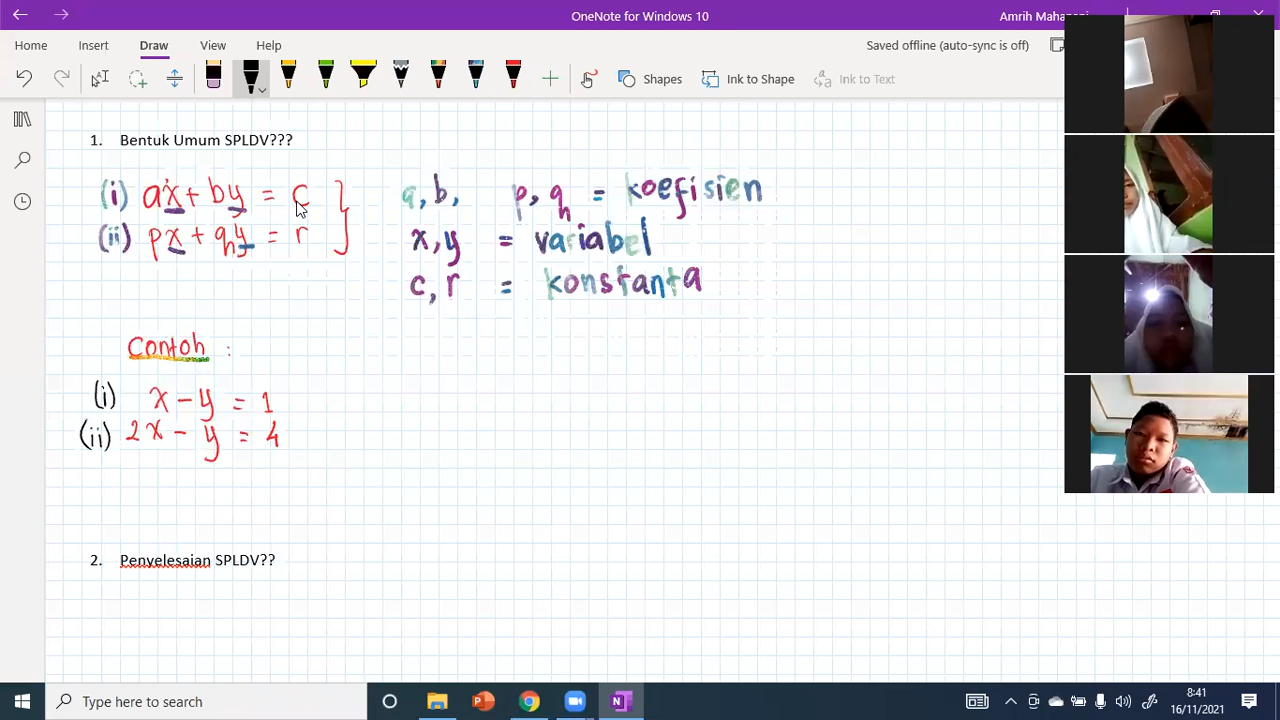 OneNote for Windows 10
Home Insert Draw View Help
Saved offline (auto-sync is off)
Shapes Ink to Shape Ink to Text
1. Bentuk Umum SPLDV???
(i) ax + by = c
(ii) px + qy = r
a, b, p, q = koefisien
x, y = variabel
c, r = konstanta
Contoh :
(i) x - y = 1
(ii) 2x - y = 4
2. Penyelesaian SPLDV??
Type here to search
8:41
16/11/2021